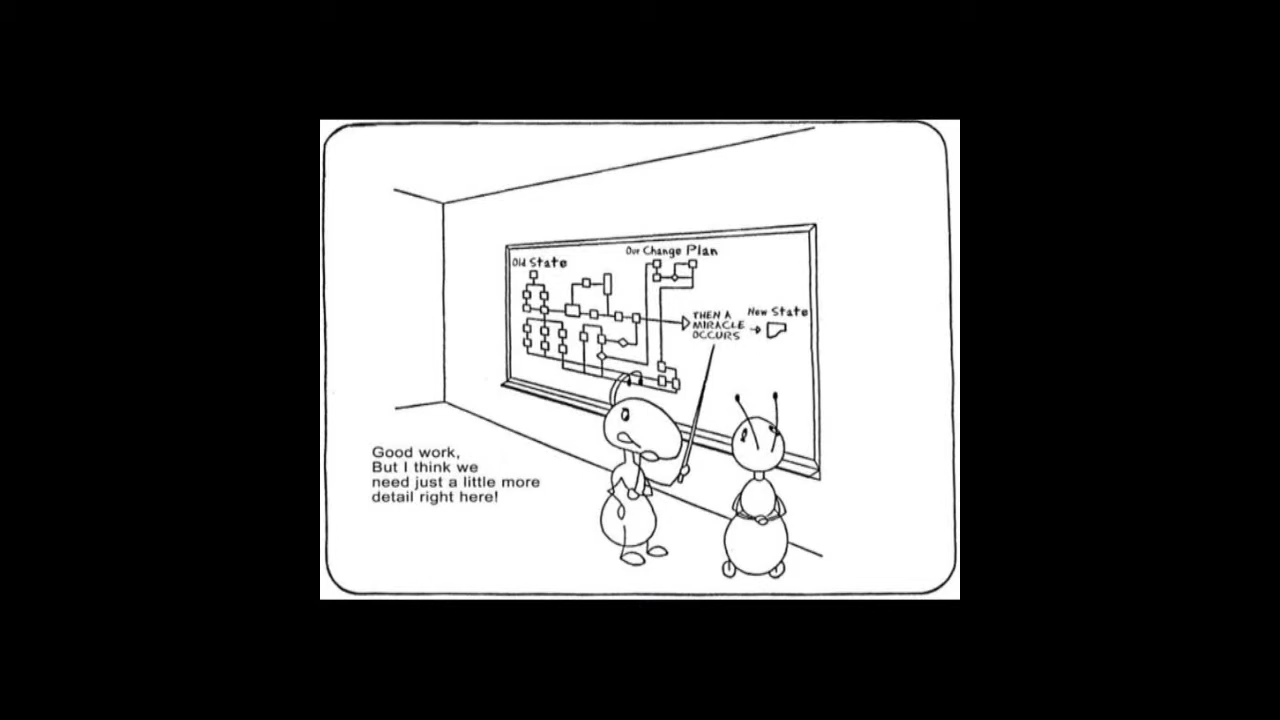 Our Change Plan
Old State
New State
THEN A
MIRACLE
OCCURS
Good work,
But I think we
need just a little more
detail right here!